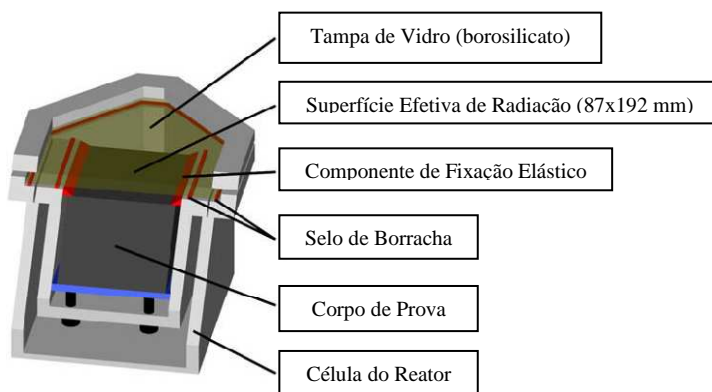 Tampa de Vidro (borosilicato)
Superfície Efetiva de Radiação (87x192 mm)
Componente de Fixação Elástico
Selo de Borracha
Corpo de Prova
Célula do Reator